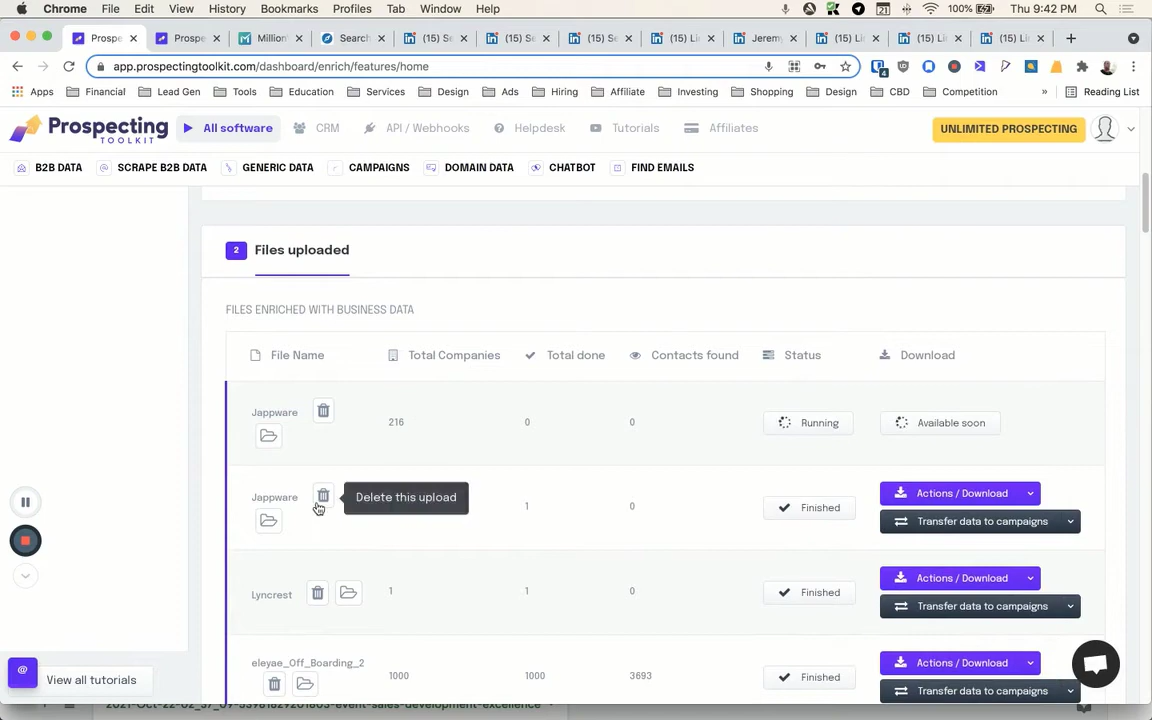 Chrome File Edit View History Bookmarks Profiles Tab Window Help 100% Thu 9:42 PM
Prospe Prospe Million Search (15) Se (15) Se (15) Se (15) Li Jerem (15) Li (15) Li (15) Li
app.prospectingtoolkit.com/dashboard/enrich/features/home
Apps Financial Lead Gen Tools Education Services Design Ads Hiring Affiliate Investing Shopping Design CBD Competition » Reading List
Prospecting TOOLKIT All software CRM API / Webhooks Helpdesk Tutorials Affiliates UNLIMITED PROSPECTING
B2B DATA SCRAPE B2B DATA GENERIC DATA CAMPAIGNS DOMAIN DATA CHATBOT FIND EMAILS
2 Files uploaded
FILES ENRICHED WITH BUSINESS DATA
File Name Total Companies Total done Contacts found Status Download
Jappware 216 0 0 Running Available soon
Jappware Delete this upload 1 0 Finished Actions / Download
Transfer data to campaigns
Lyncrest 1 1 0 Finished Actions / Download
Transfer data to campaigns
eleyae_Off_Boarding_2 1000 1000 3693 Finished Actions / Download
Transfer data to campaigns
@ View all tutorials